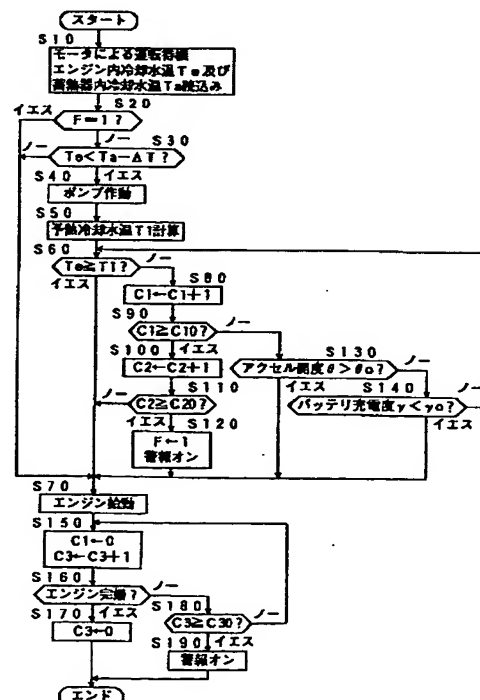 スタート
S10
モータによる運転待機
エンジン内冷却水温Te及び
蓄熱器内冷却水温Ta読込み
S20
イエス
F=1?
ノー
S30
ノー
Te<Ta-ΔT?
S40
イエス
ポンプ作動
S50
予熱冷却水温T1計算
S60
Te≧T1?
ノー
イエス
S80
C1←C1+1
S90
C1≧C10?
ノー
S100
イエス
S130
C2←C2+1
アクセル開度θ>θo?
ノー
S110
イエス
S140
ノー
C2≧C20?
バッテリ充電度γ<γo?
ノー
イエス
S120
イエス
F←1
警報オン
S70
エンジン始動
S150
C1←0
C3←C3+1
S160
エンジン完爆?
ノー
S170
イエス
S180
C3←0
C3≧C30?
ノー
S190
イエス
警報オン
エンド